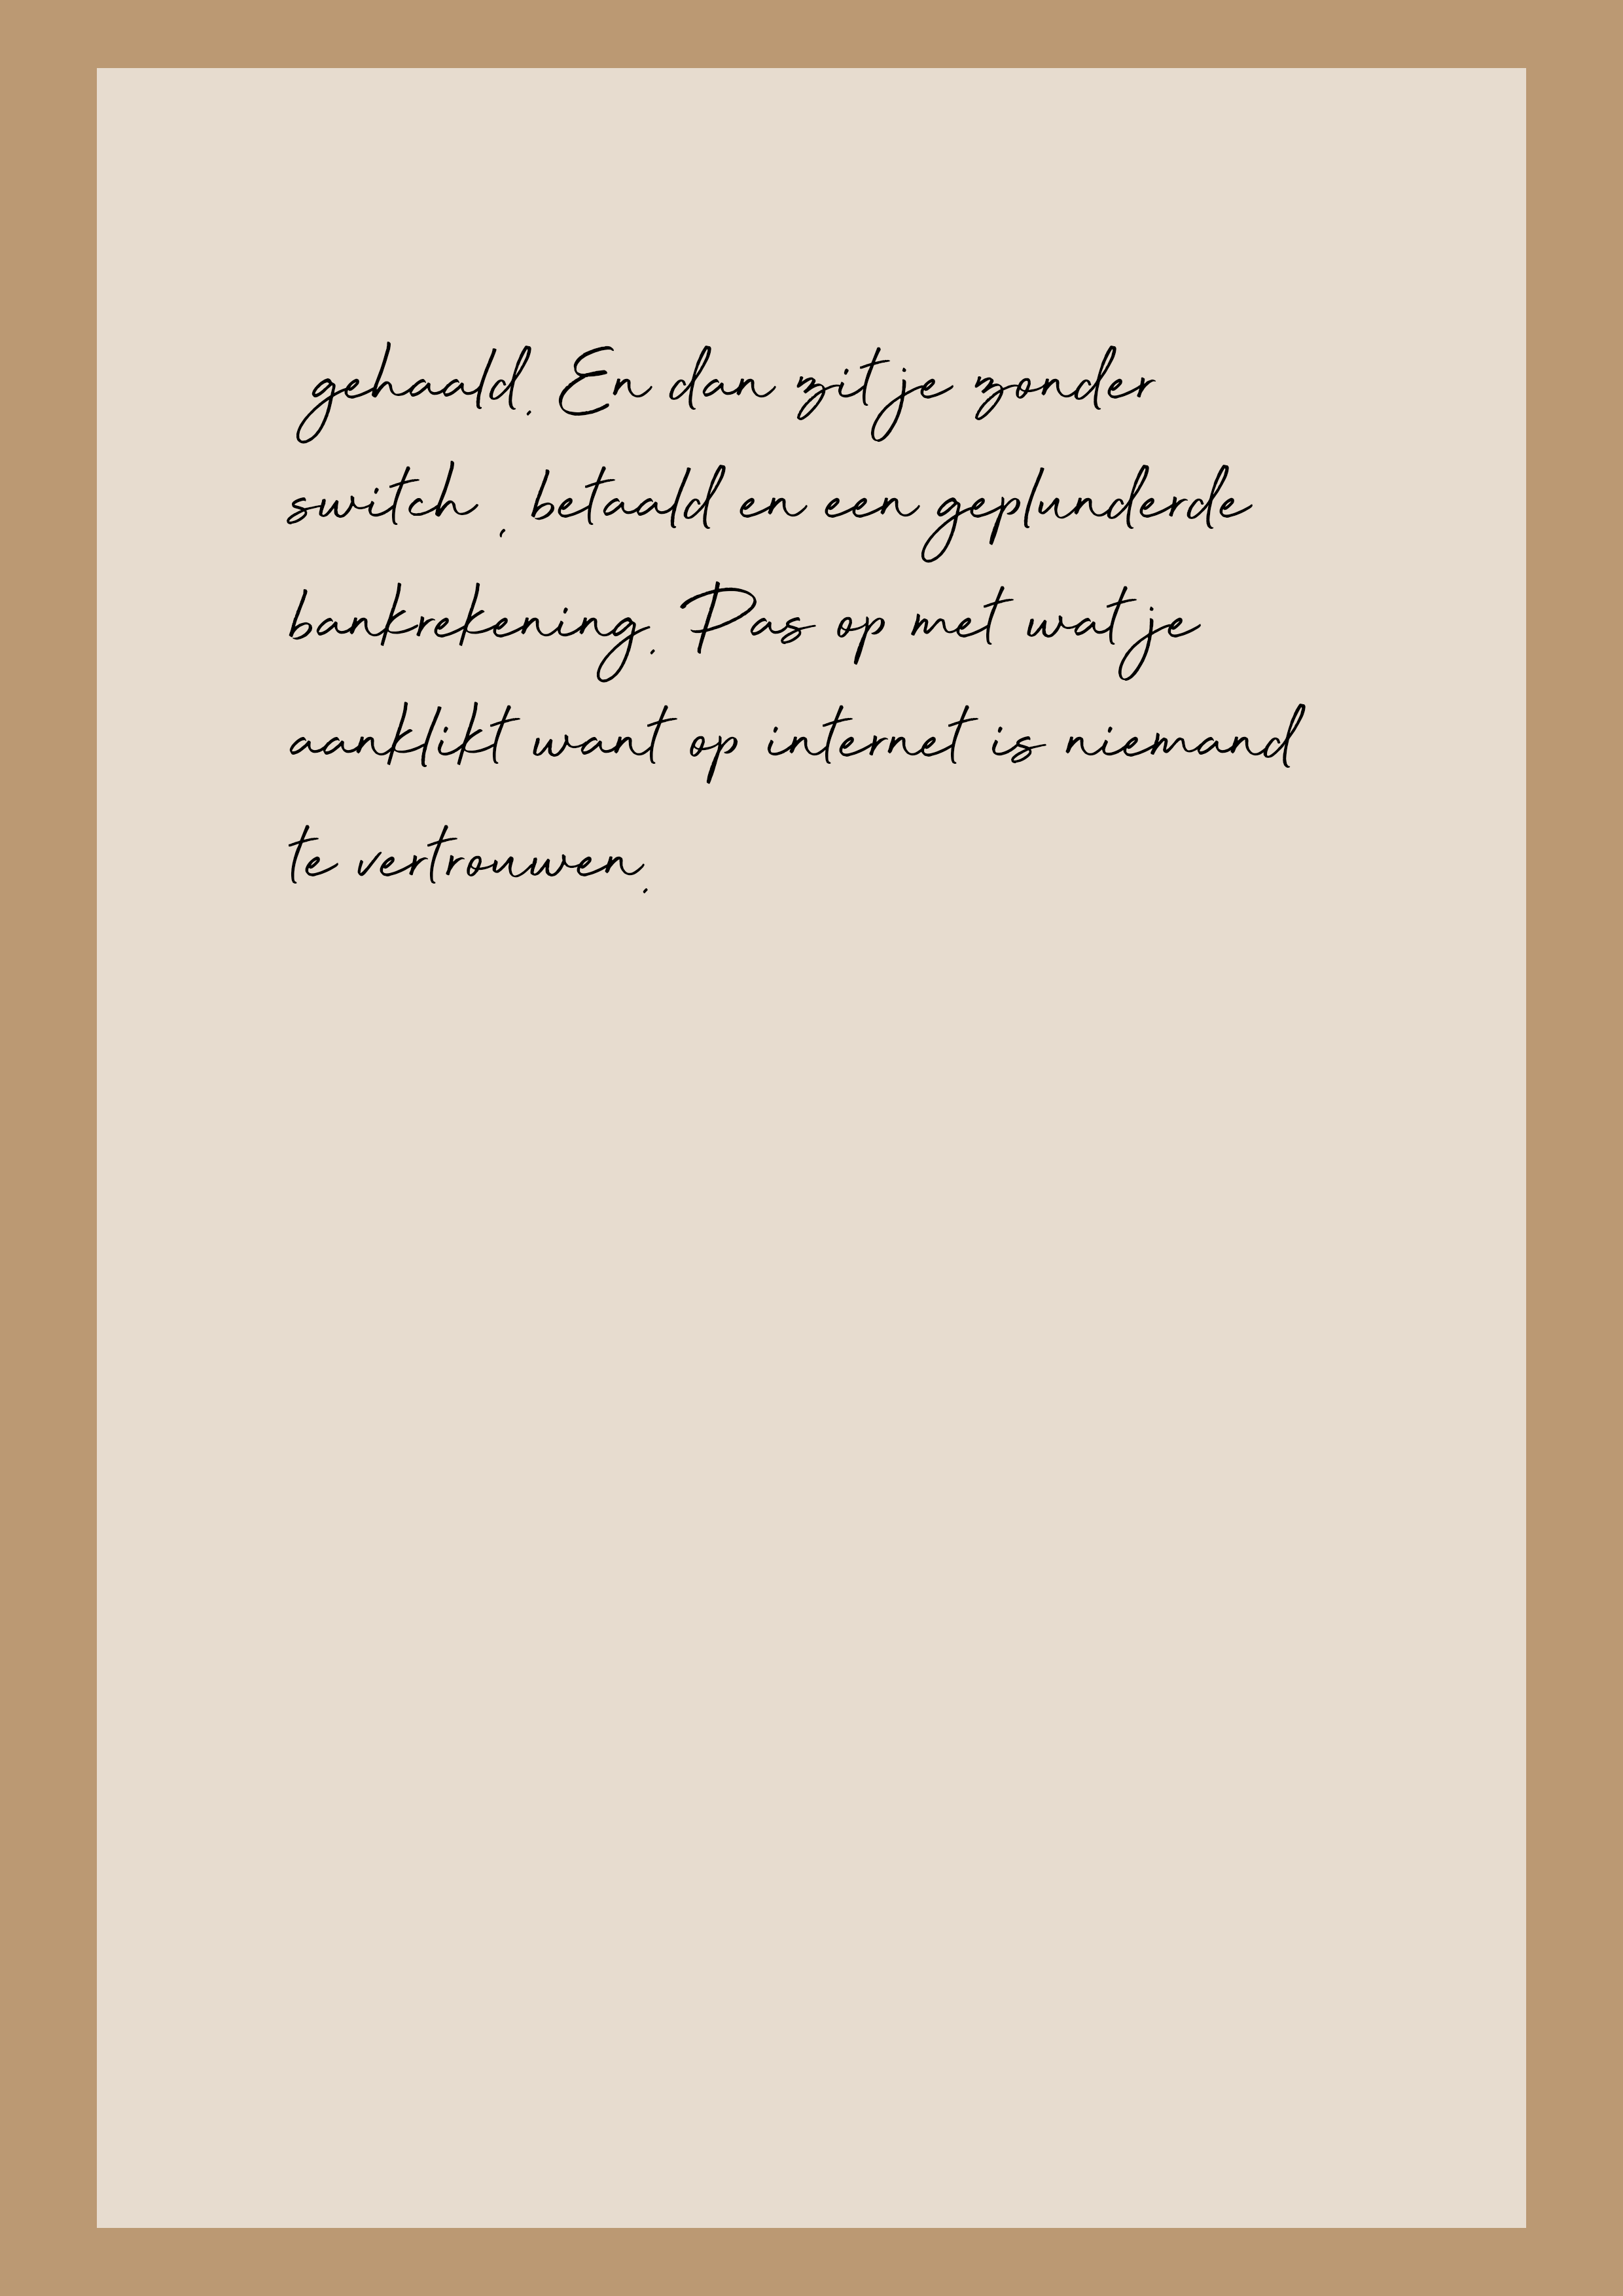 gehaald. En dan zit je zonder
switch , betaald en een geplunderde
bankrekening. Pas op met wat je
aanklikt want op internet is niemand
te vertrouwen.